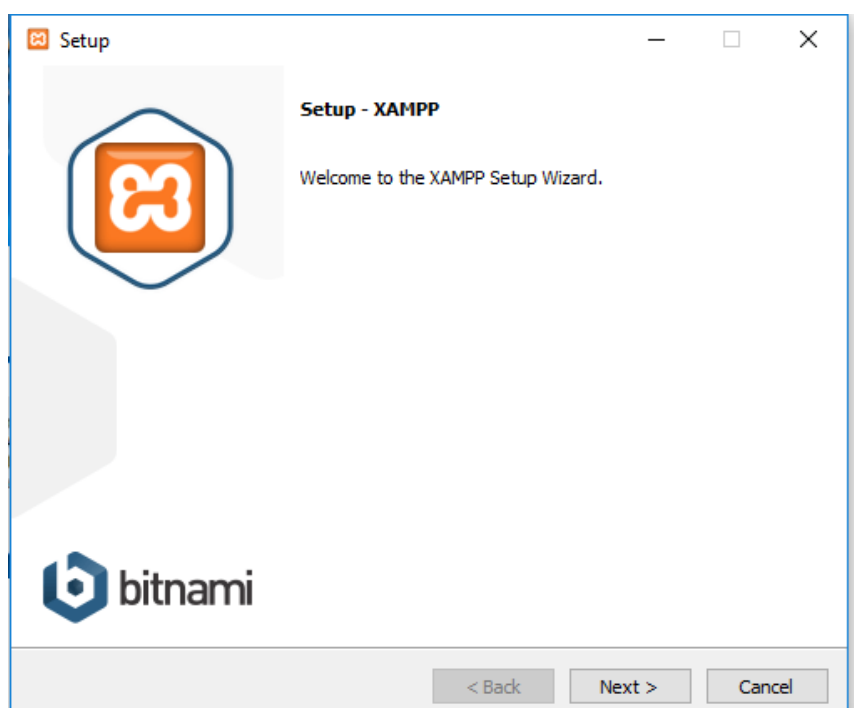 Setup
Setup - XAMPP
Welcome to the XAMPP Setup Wizard.
bitnami
< Back
Next >
Cancel